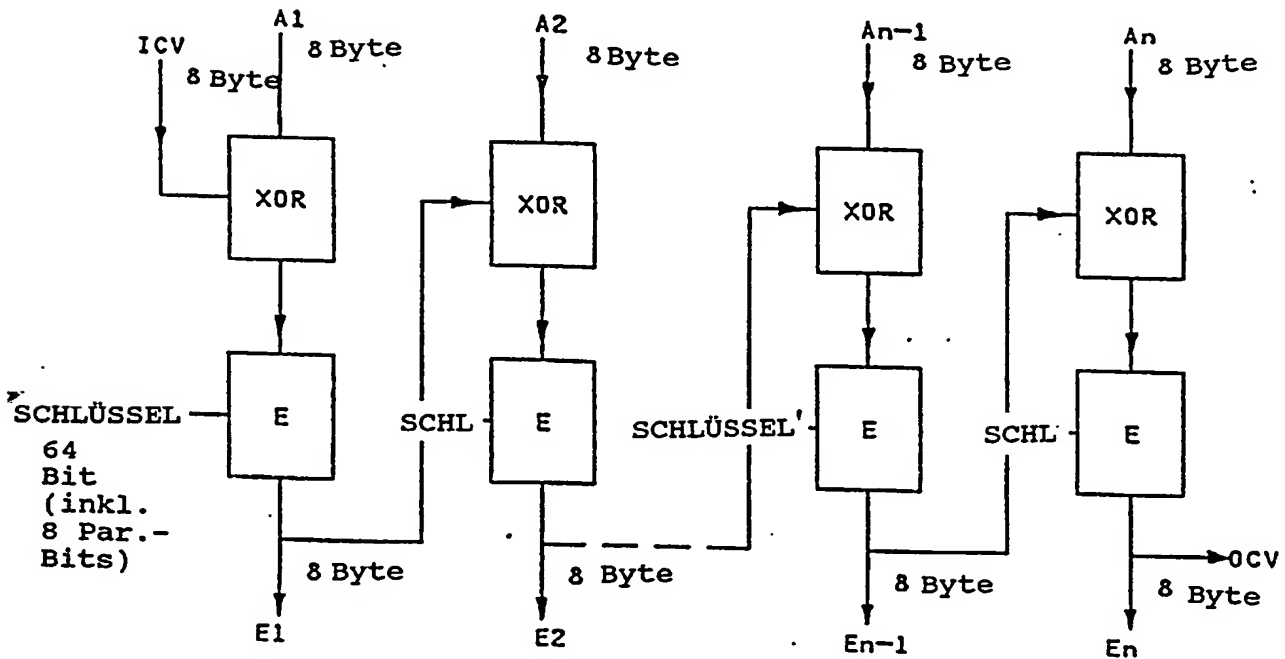 A1
A2
An-1
An
ICV
8 Byte
8 Byte
8 Byte
8 Byte
8 Byte
XOR
XOR
XOR
XOR
SCHLÜSSEL
E
SCHL
E
SCHLÜSSEL'
E
SCHL
E
64
Bit
(inkl.
8 Par.-
Bits)
8 Byte
8 Byte
8 Byte
OCV
8 Byte
E1
E2
En-1
En